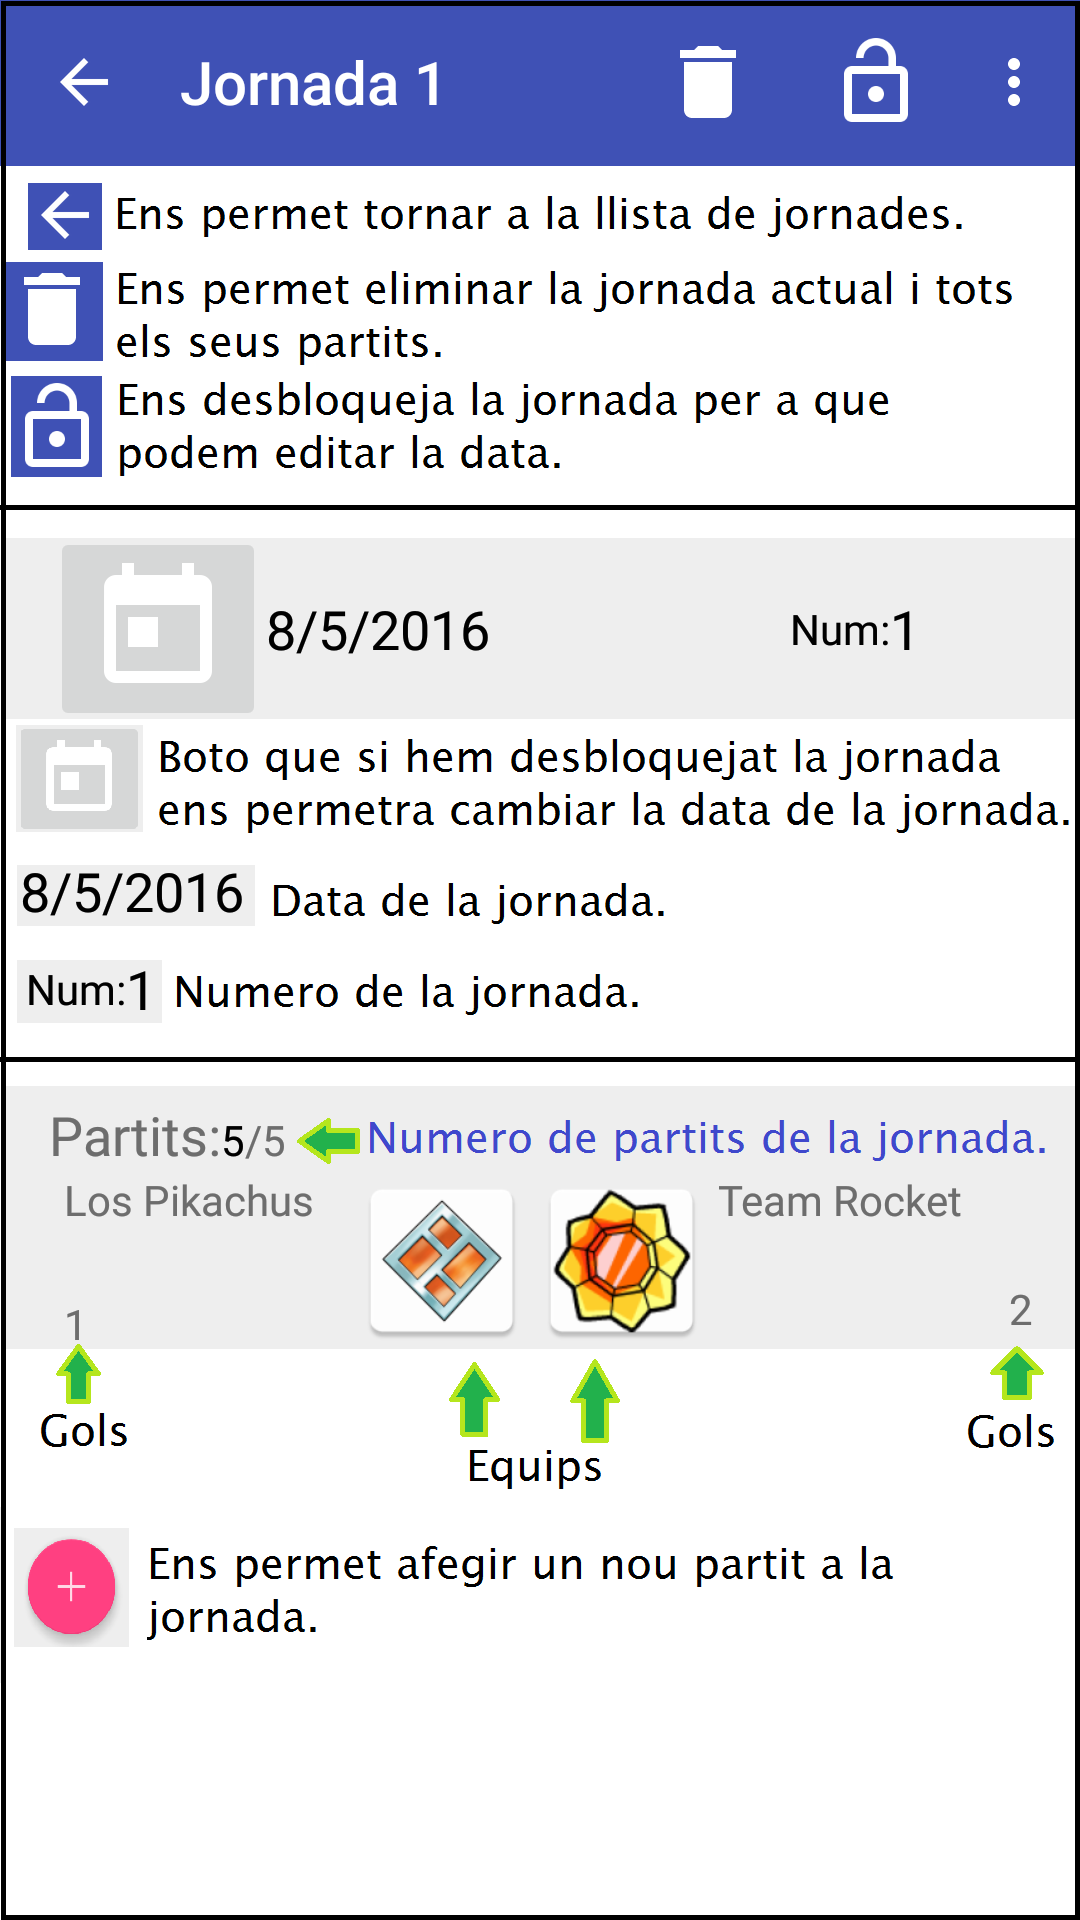 Jornada 1
Ens permet tornar a la llista de jornades.
Ens permet eliminar la jornada actual i tots
els seus partits.
Ens desbloqueja la jornada per a que
podem editar la data.
8/5/2016 Num:1
Boto que si hem desbloquejat la jornada
ens permetra cambiar la data de la jornada.
8/5/2016 Data de la jornada.
Num:1 Numero de la jornada.
Partits:5/5 Numero de partits de la jornada.
Los Pikachus Team Rocket
1 2
Gols Gols
Equips
Ens permet afegir un nou partit a la
jornada.